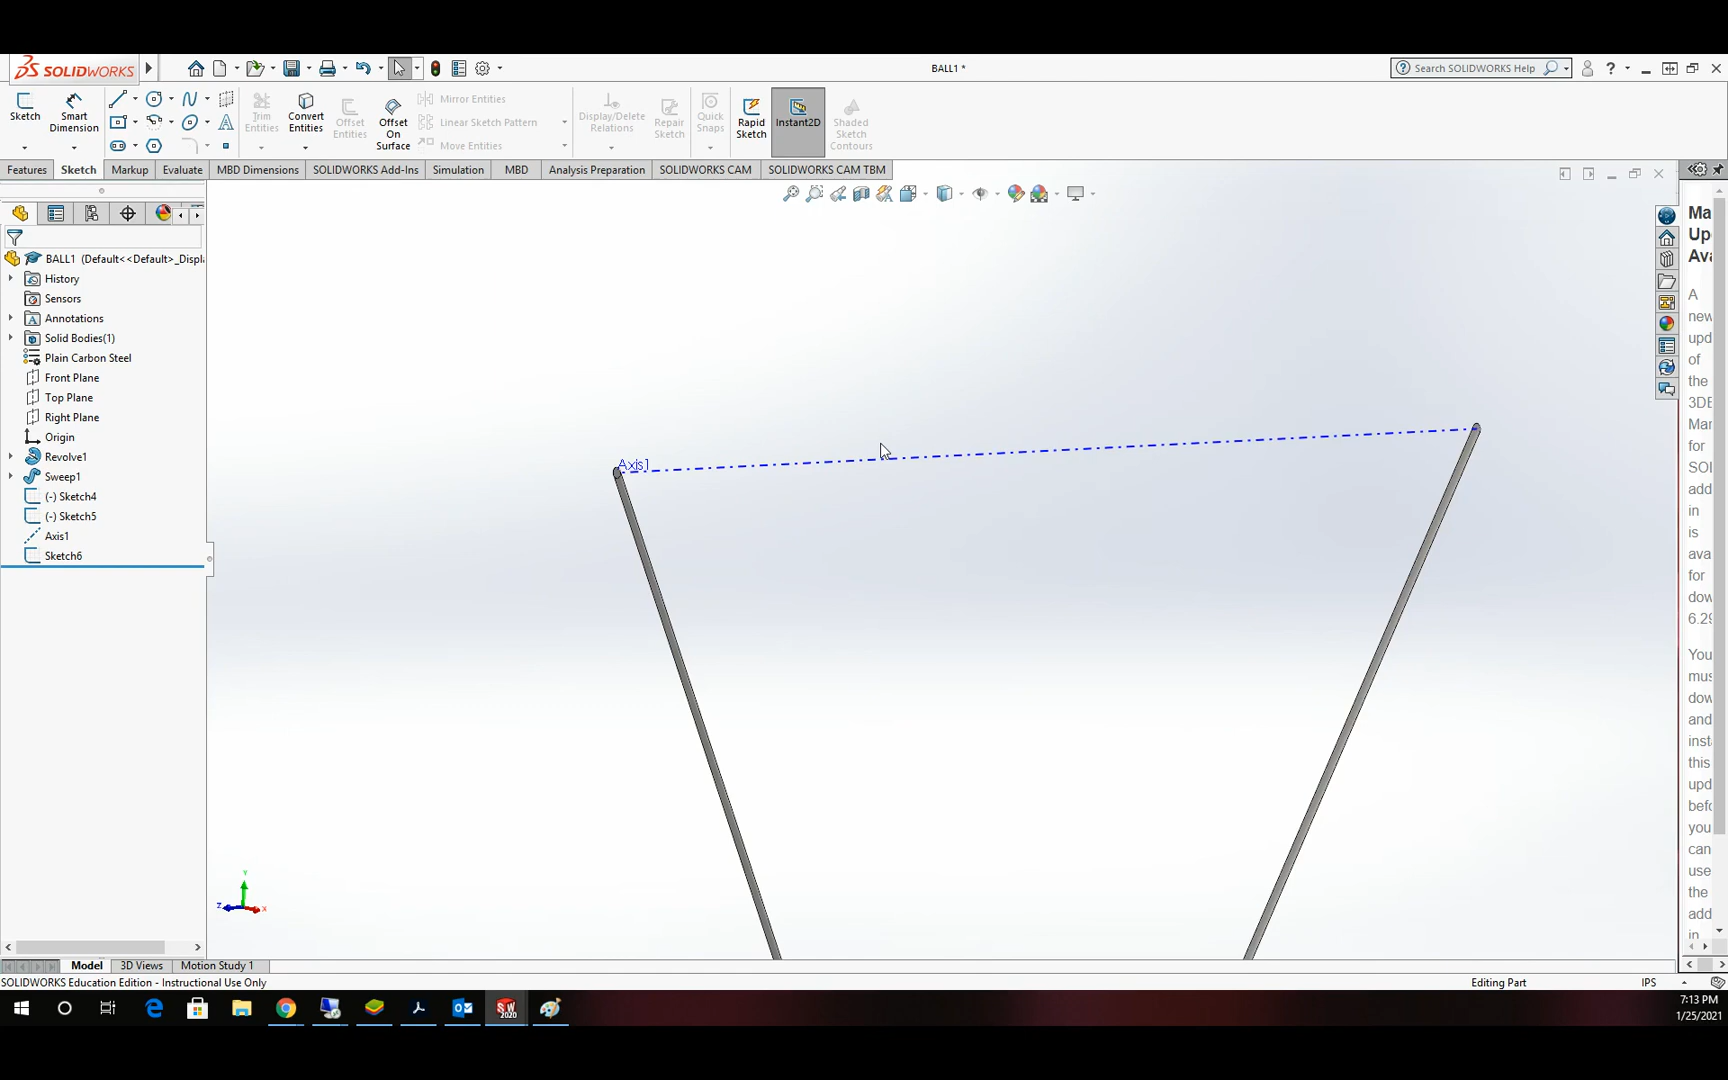 SOLIDWORKS
BALL1 *
Search SOLIDWORKS Help
?
Sketch
Smart Dimension
Trim Entities
Convert Entities
Offset Entities
Offset On Surface
Mirror Entities
Linear Sketch Pattern
Move Entities
Display/Delete Relations
Repair Sketch
Quick Snaps
Rapid Sketch
Instant2D
Shaded Sketch Contours
Features
Sketch
Markup
Evaluate
MBD Dimensions
SOLIDWORKS Add-Ins
Simulation
MBD
Analysis Preparation
SOLIDWORKS CAM
SOLIDWORKS CAM TBM
BALL1 (Default<<Default>_Displa
History
Sensors
Annotations
Solid Bodies(1)
Plain Carbon Steel
Front Plane
Top Plane
Right Plane
Origin
Revolve1
Sweep1
(-) Sketch4
(-) Sketch5
Axis1
Sketch6
Axis1
Y
Z
X
Ma
Up
Ava
A
new
upd
of
the
3DE
Mar
for
SOL
add
in
is
ava
for
dow
6.29
You
mus
dow
and
inst
this
upd
befo
you
can
use
the
add
in
Model
3D Views
Motion Study 1
SOLIDWORKS Education Edition - Instructional Use Only
Editing Part
IPS
SW
2020
7:13 PM
1/25/2021